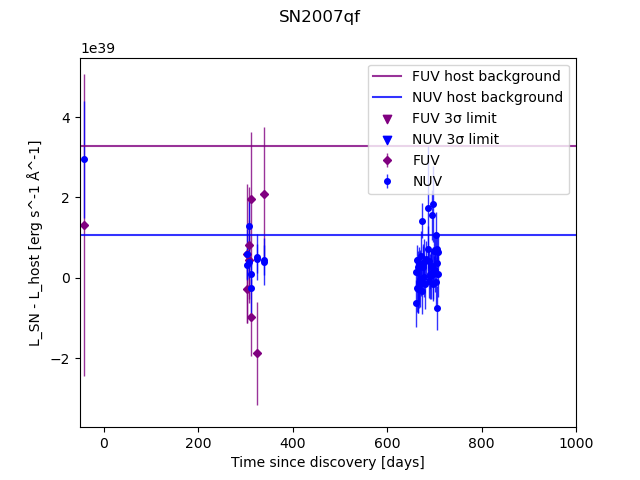 SN2007qf
1e39
FUV host background
NUV host background
FUV 3σ limit
NUV 3σ limit
FUV
NUV
4
2
0
−2
L_SN - L_host [erg s^-1 Å^-1]
0
200
400
600
800
1000
Time since discovery [days]